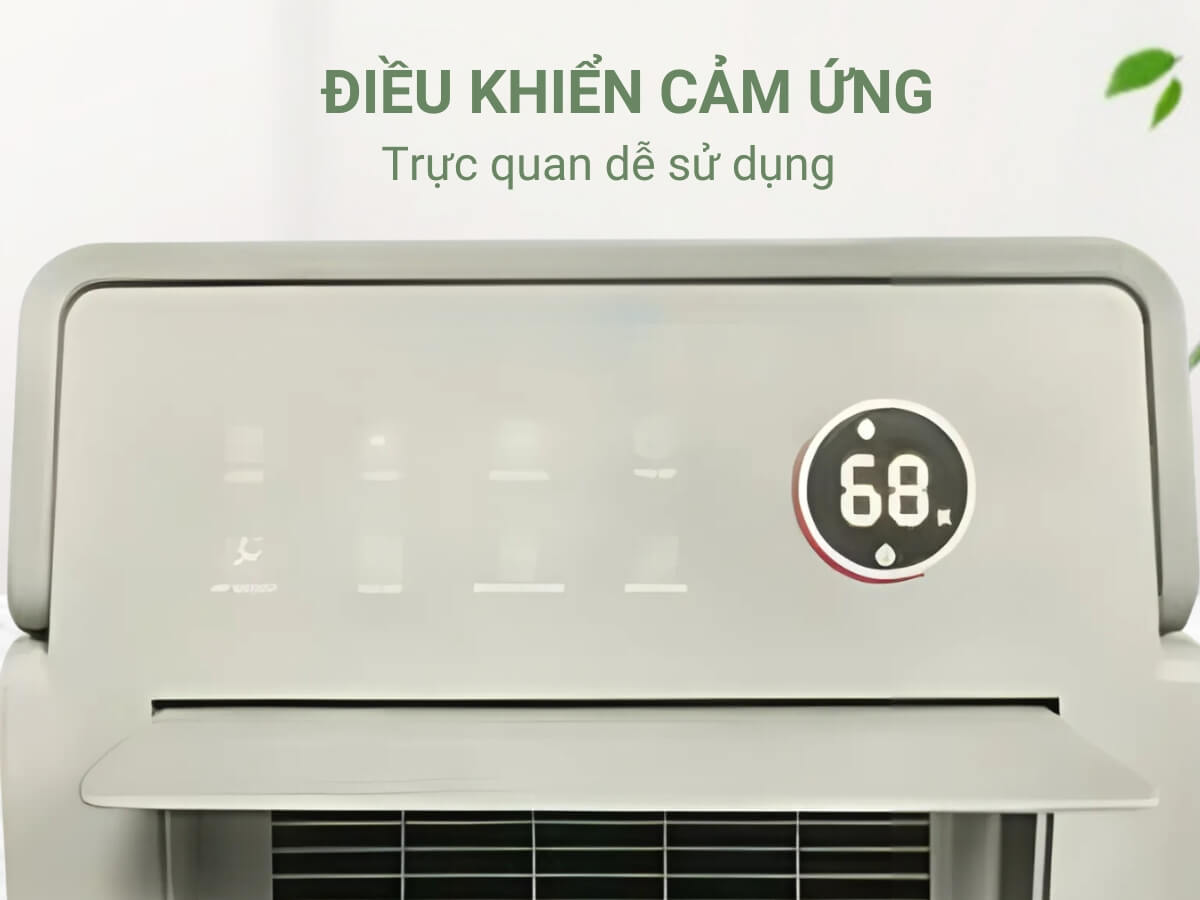 ĐIỀU KHIỂN CẢM ỨNG
Trực quan dễ sử dụng
68